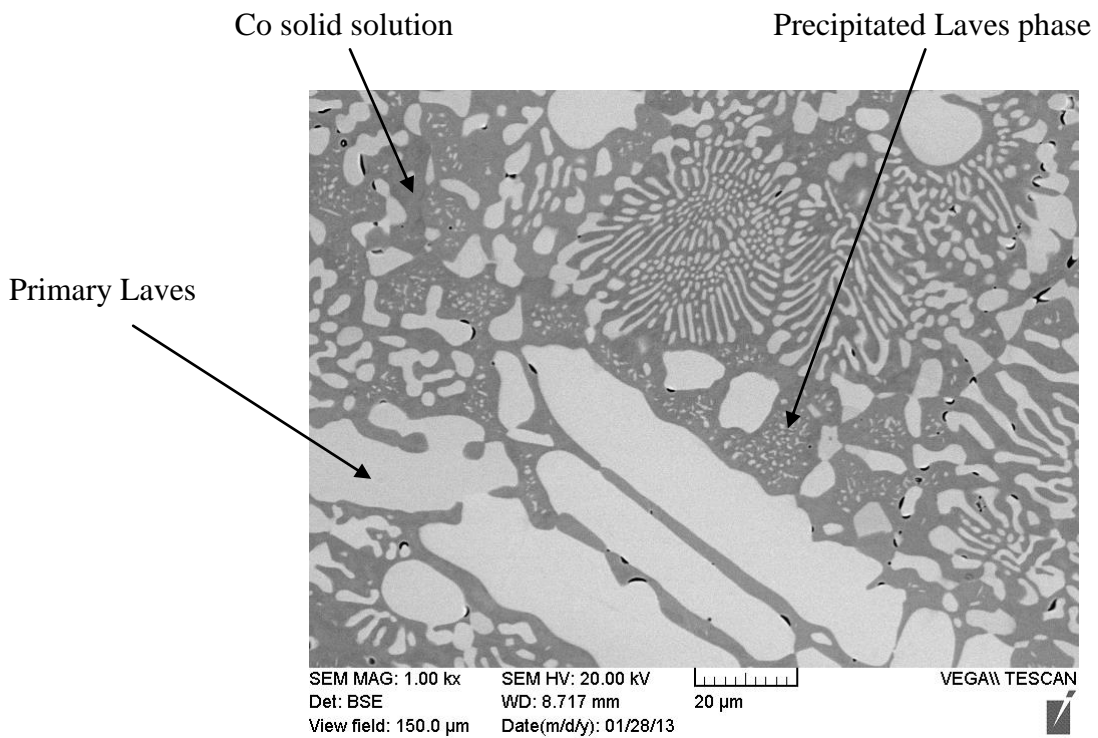 Co solid solution
Precipitated Laves phase
Primary Laves
SEM MAG: 1.00 kx
SEM HV: 20.00 kV
VEGA\\ TESCAN
Det: BSE
WD: 8.717 mm
20 µm
View field: 150.0 µm
Date(m/d/y): 01/28/13